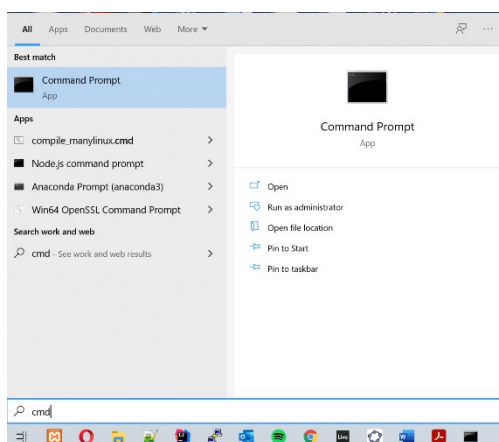 All Apps Documents Web More
Best match
Command Prompt
App
Apps
compile_manylinux.cmd
Node.js command prompt
Anaconda Prompt (anaconda3)
Win64 OpenSSL Command Prompt
Search work and web
cmd - See work and web results
Command Prompt
App
Open
Run as administrator
Open file location
Pin to Start
Pin to taskbar
cmd
Live